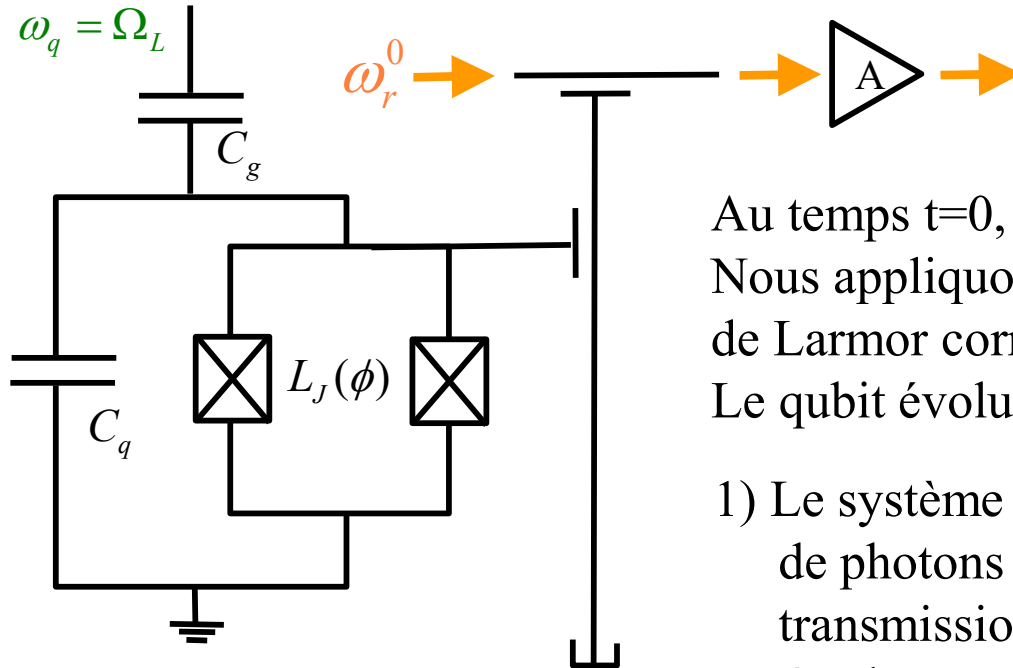 ω_q = Ω_L
ω_r^0
A
C_g
L_J(ϕ)
C_q
Au temps t=0,
Nous appliquo
de Larmor cor
Le qubit évolu
1) Le système
de photons
transmissio